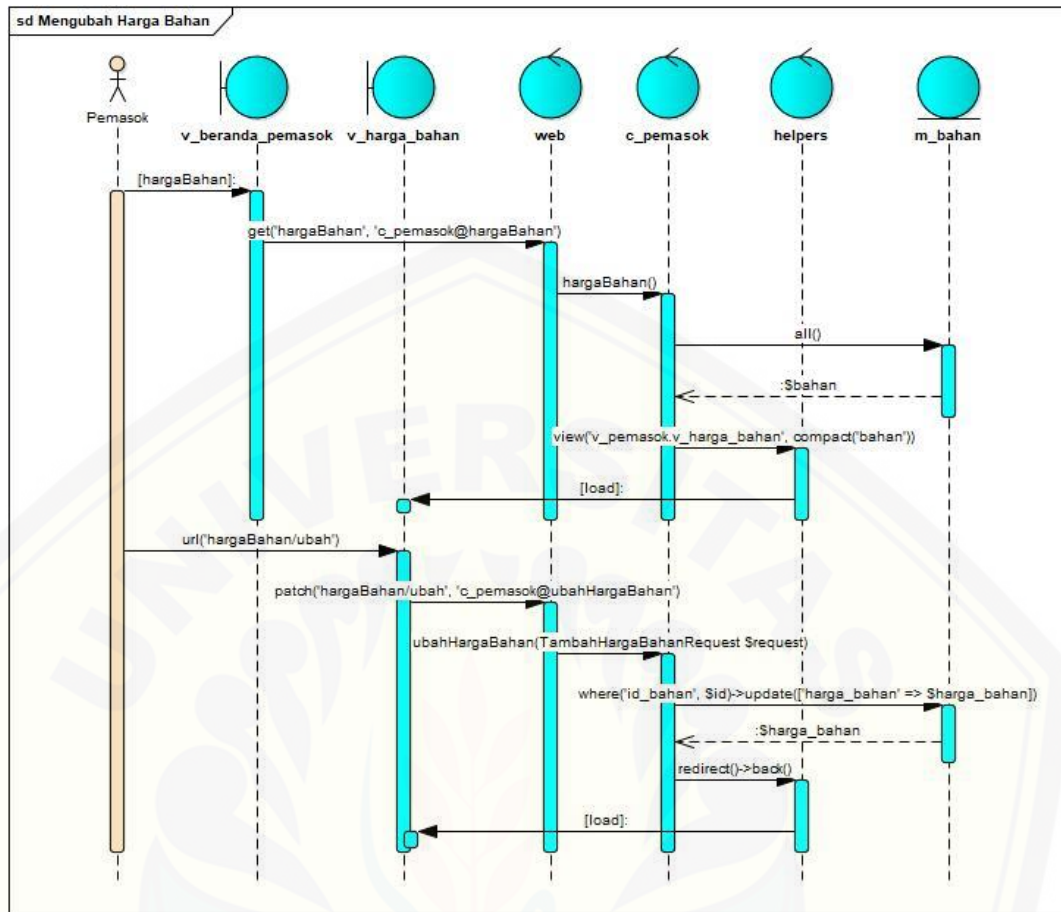 sd Mengubah Harga Bahan
Pemasok
v_beranda_pemasok
v_harga_bahan
web
c_pemasok
helpers
m_bahan
[hargaBahan]:
get('hargaBahan', 'c_pemasok@hargaBahan')
hargaBahan()
all()
:$bahan
view('v_pemasok.v_harga_bahan', compact('bahan'))
[load]:
url('hargaBahan/ubah')
patch('hargaBahan/ubah', 'c_pemasok@ubahHargaBahan')
ubahHargaBahan(TambahHargaBahanRequest $request)
where('id_bahan', $id)->update(['harga_bahan' => $harga_bahan])
:$harga_bahan
redirect()->back()
[load]:
UNIVERSITAS